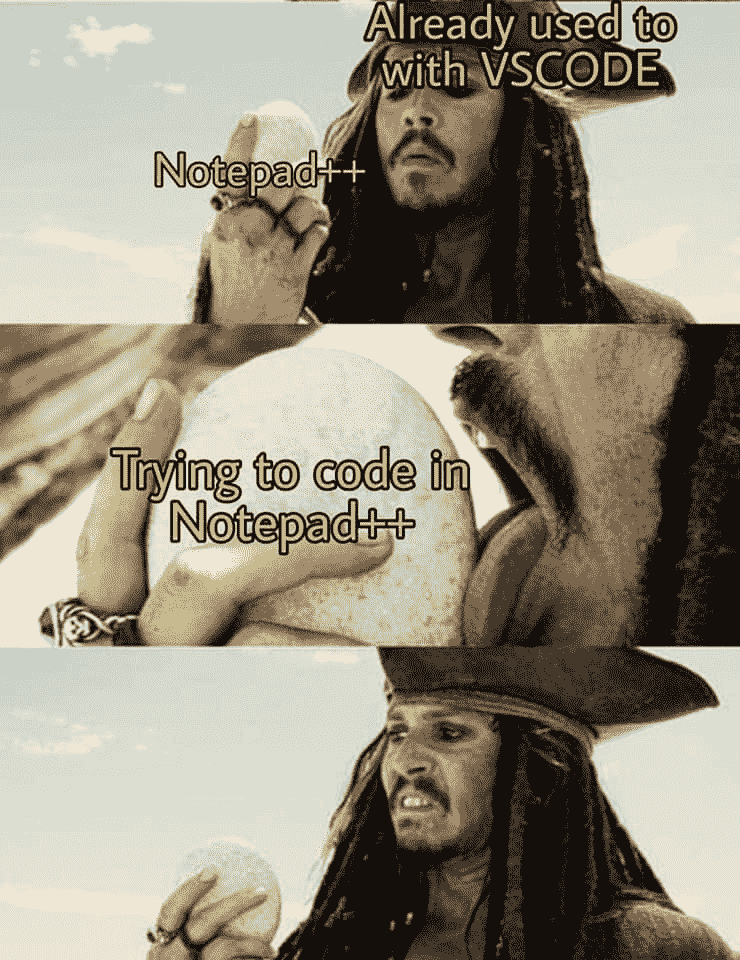 Already used to
with VSCODE
Notepad++
Trying to code in
Notepad++